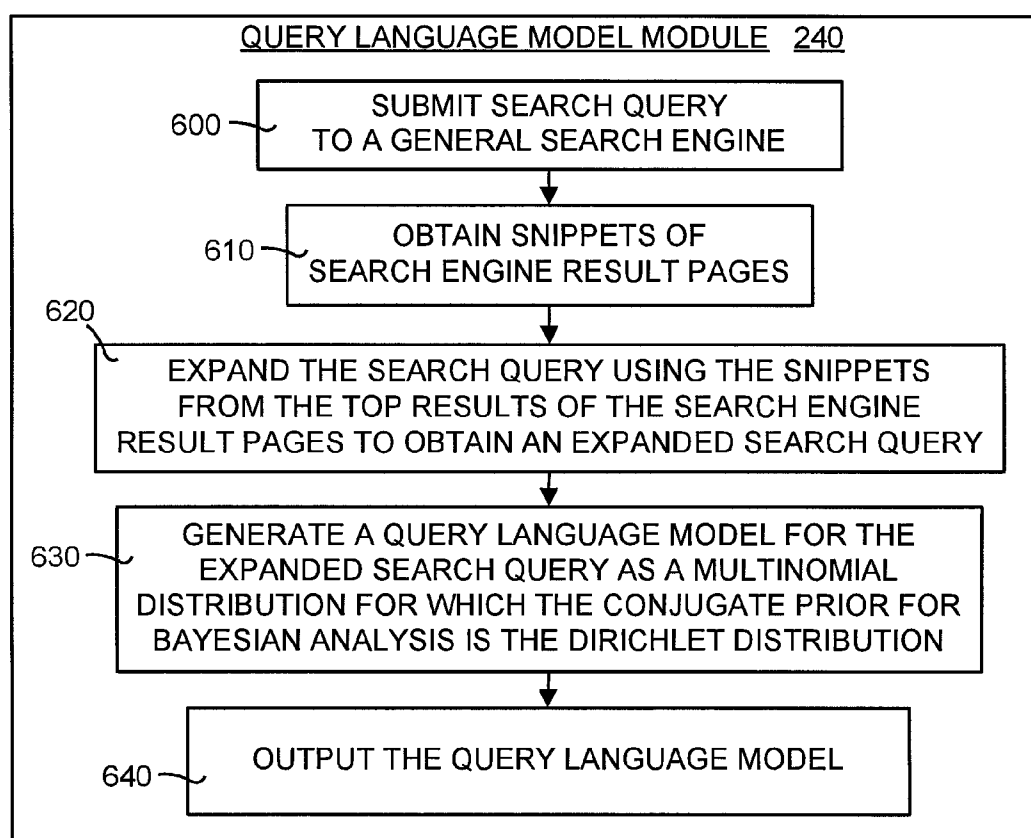 QUERY LANGUAGE MODEL MODULE 240
600
SUBMIT SEARCH QUERY
TO A GENERAL SEARCH ENGINE
610
OBTAIN SNIPPETS OF
SEARCH ENGINE RESULT PAGES
620
EXPAND THE SEARCH QUERY USING THE SNIPPETS
FROM THE TOP RESULTS OF THE SEARCH ENGINE
RESULT PAGES TO OBTAIN AN EXPANDED SEARCH QUERY
630
GENERATE A QUERY LANGUAGE MODEL FOR THE
EXPANDED SEARCH QUERY AS A MULTINOMIAL
DISTRIBUTION FOR WHICH THE CONJUGATE PRIOR FOR
BAYESIAN ANALYSIS IS THE DIRICHLET DISTRIBUTION
640
OUTPUT THE QUERY LANGUAGE MODEL